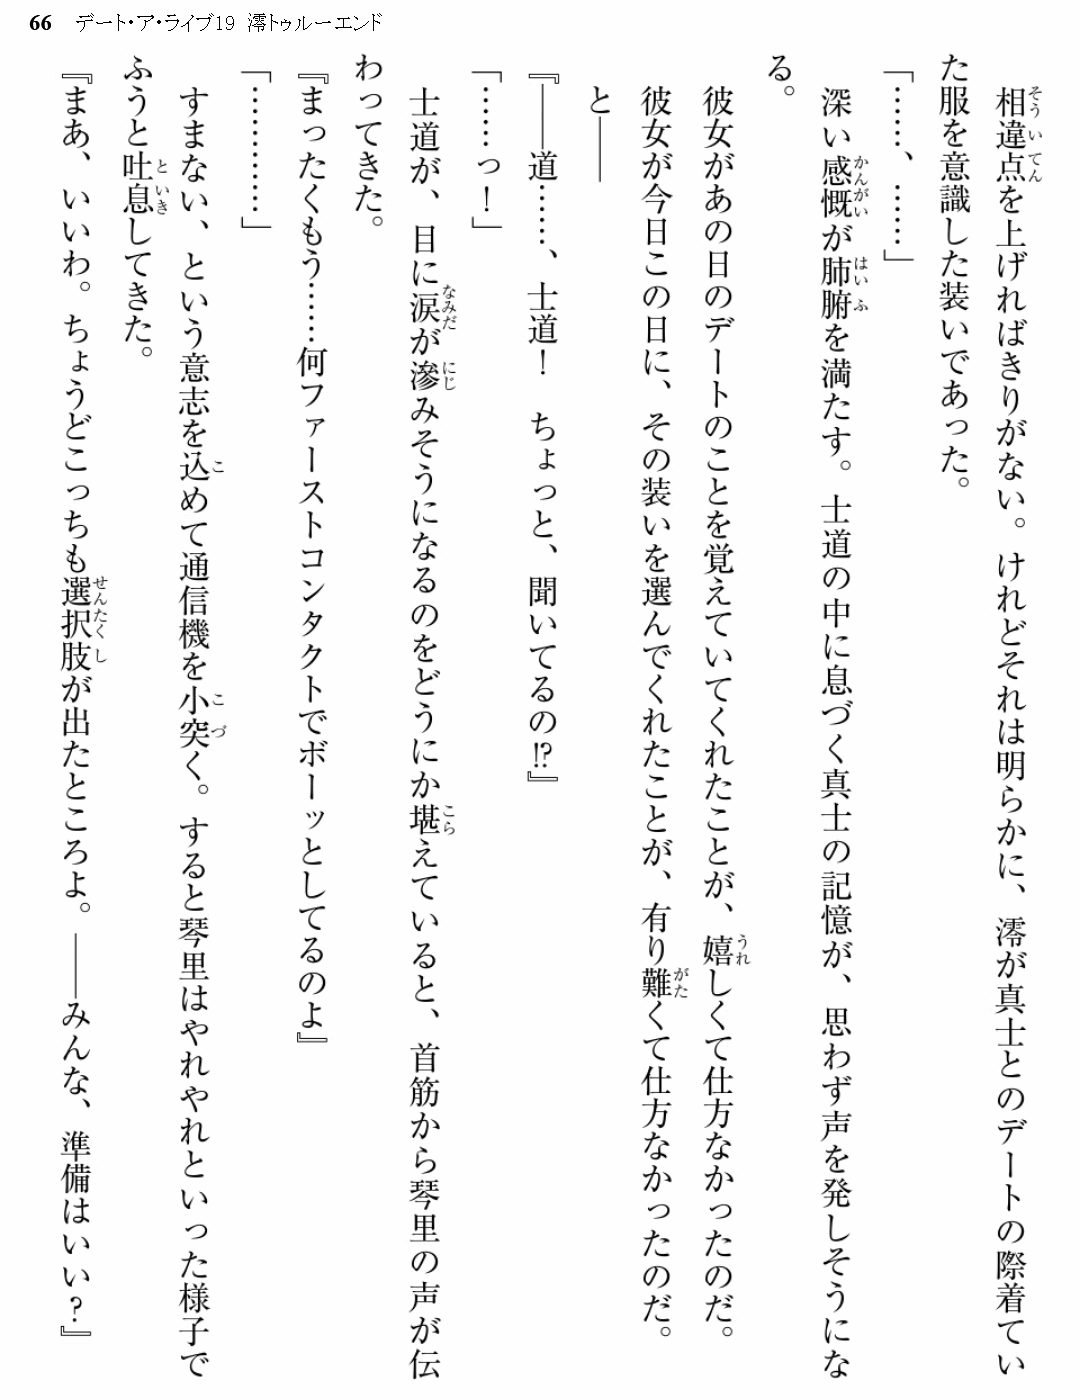 66 デート・ア・ライブ19 澪トゥルーエンド
相違点を上げればきりがない。けれどそれは明らかに、澪が真士とのデートの際着てい
た服を意識した装いであった。
「……、……」
深い感慨が肺腑を満たす。士道の中に息づく真士の記憶が、思わず声を発しそうにな
る。
彼女があの日のデートのことを覚えていてくれたことが、嬉しくて仕方なかったのだ。
彼女が今日この日に、その装いを選んでくれたことが、有り難くて仕方なかったのだ。
と――
『――道……、士道！　ちょっと、聞いてるの!?』
「……っ！」
士道が、目に涙が滲みそうになるのをどうにか堪えていると、首筋から琴里の声が伝
わってきた。
『まったくもう……何ファーストコンタクトでボーッとしてるのよ』
「…………」
すまない、という意志を込めて通信機を小突く。すると琴里はやれやれといった様子で
ふうと吐息してきた。
『まあ、いいわ。ちょうどこっちも選択肢が出たところよ。――みんな、準備はいい？』